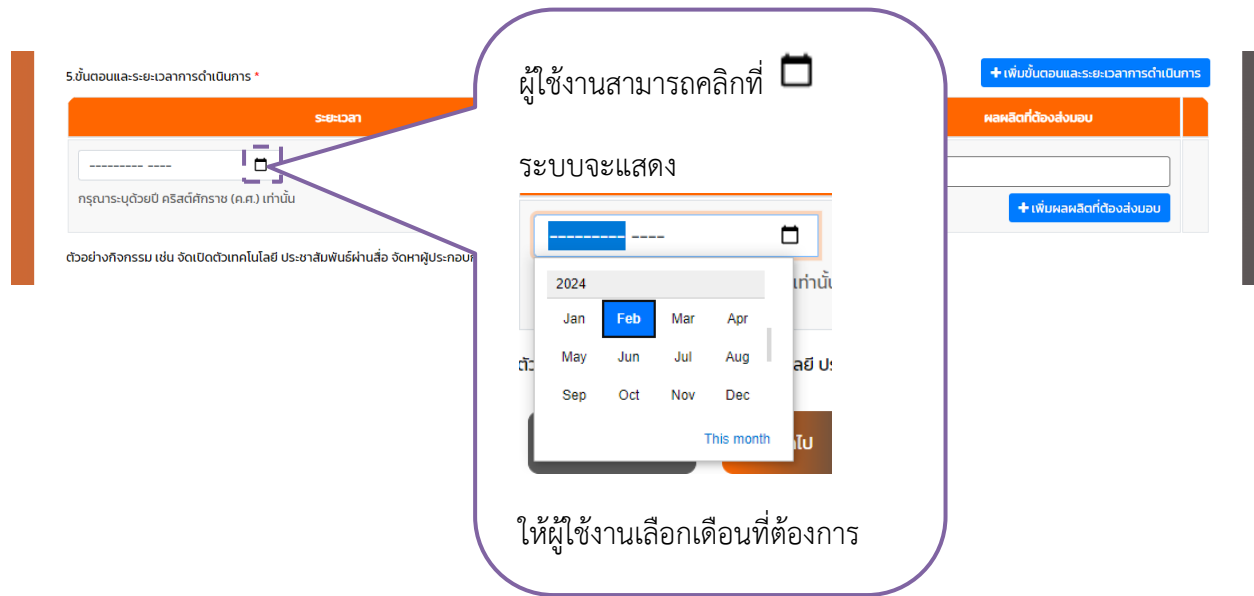 5.ขั้นตอนและระยะเวลาการดำเนินการ *
+ เพิ่มขั้นตอนและระยะเวลาการดำเนินการ
ระยะเวลา
ผลผลิตที่ต้องส่งมอบ
--------- ----
กรุณาระบุด้วยปี คริสต์ศักราช (ค.ศ.) เท่านั้น
+ เพิ่มผลผลิตที่ต้องส่งมอบ
ตัวอย่างกิจกรรม เช่น จัดเปิดตัวเทคโนโลยี ประชาสัมพันธ์ผ่านสื่อ จัดหาผู้ประกอบ
ผู้ใช้งานสามารถคลิกที่
ระบบจะแสดง
--------- ----
เท่านั้น
2024
Jan Feb Mar Apr
May Jun Jul Aug
Sep Oct Nov Dec
This month
ให้ผู้ใช้งานเลือกเดือนที่ต้องการ